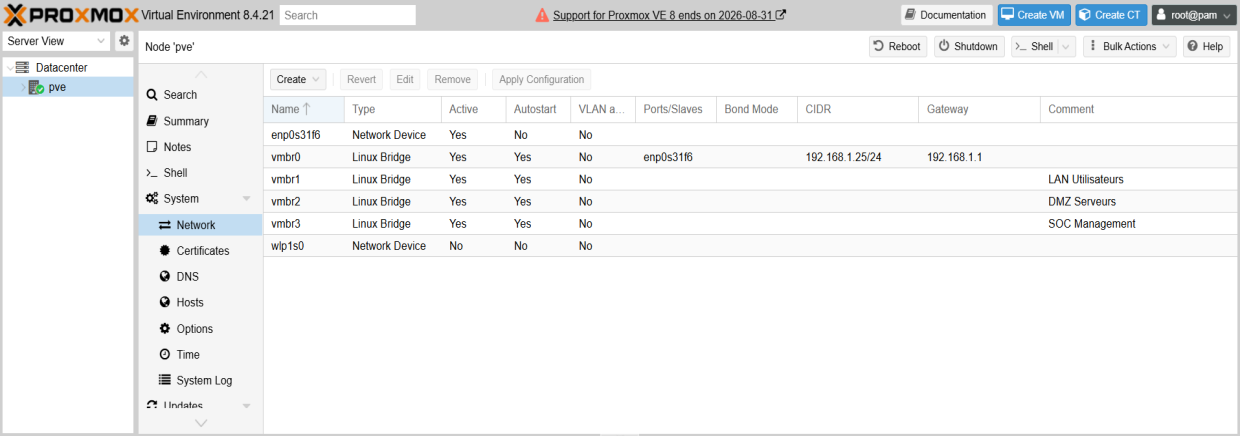 PROXMOX Virtual Environment 8.4.21 Search Support for Proxmox VE 8 ends on 2026-08-31 Documentation Create VM Create CT root@pam
Server View
Node 'pve' Reboot Shutdown Shell Bulk Actions Help
Datacenter
pve
Search
Summary
Notes
Shell
System
Network
Certificates
DNS
Hosts
Options
Time
System Log
Updates
Create Revert Edit Remove Apply Configuration
Name Type Active Autostart VLAN a... Ports/Slaves Bond Mode CIDR Gateway Comment
enp0s31f6 Network Device Yes No No
vmbr0 Linux Bridge Yes Yes No enp0s31f6 192.168.1.25/24 192.168.1.1
vmbr1 Linux Bridge Yes Yes No LAN Utilisateurs
vmbr2 Linux Bridge Yes Yes No DMZ Serveurs
vmbr3 Linux Bridge Yes Yes No SOC Management
wlp1s0 Network Device No No No